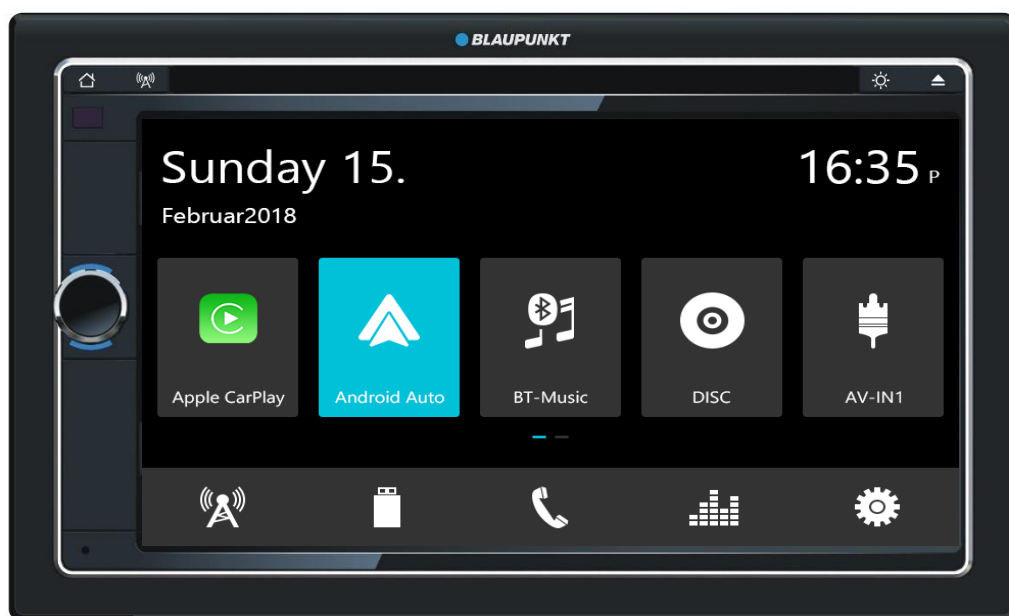 BLAUPUNKT
Sunday 15.
16:35 P
Februar2018
Apple CarPlay
Android Auto
BT-Music
DISC
AV-IN1